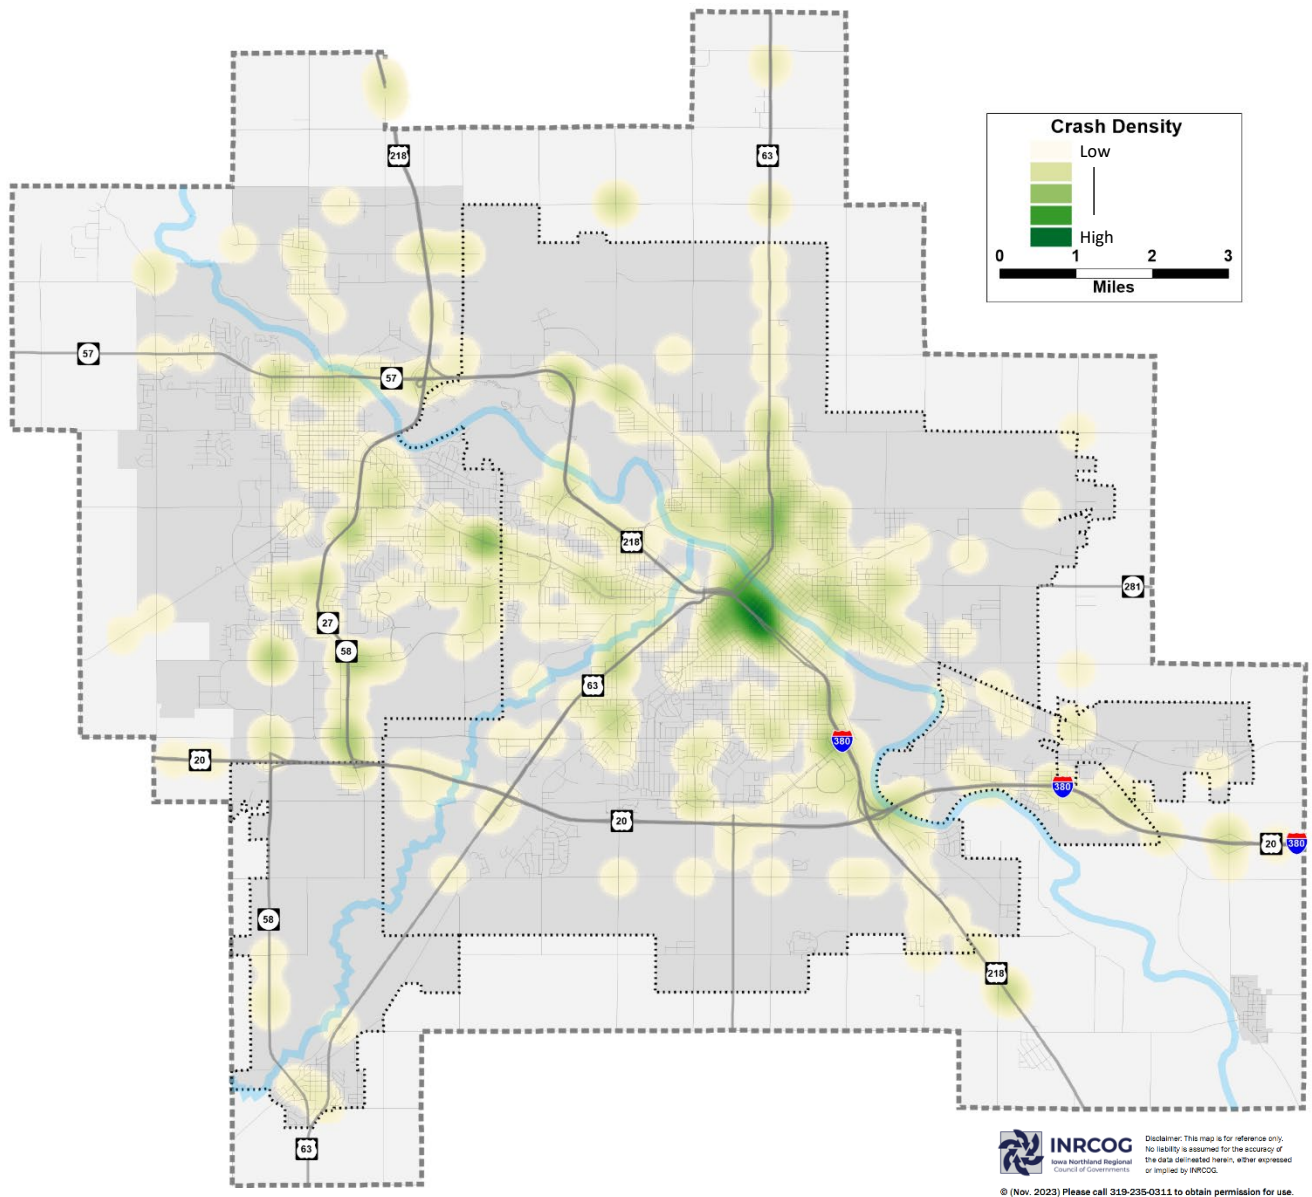 218
63
Crash Density
Low
High
0 1 2 3
Miles
57
57
218
281
27
58
63
380
20
380
20
20
380
58
218
63
INRCOG
Iowa Northland Regional
Council of Governments
Disclaimer: This map is for reference only.
No liability is assumed for the accuracy of
the data delineated herein, either expressed
or implied by INRCOG.
© (Nov. 2023) Please call 319-235-0311 to obtain permission for use.